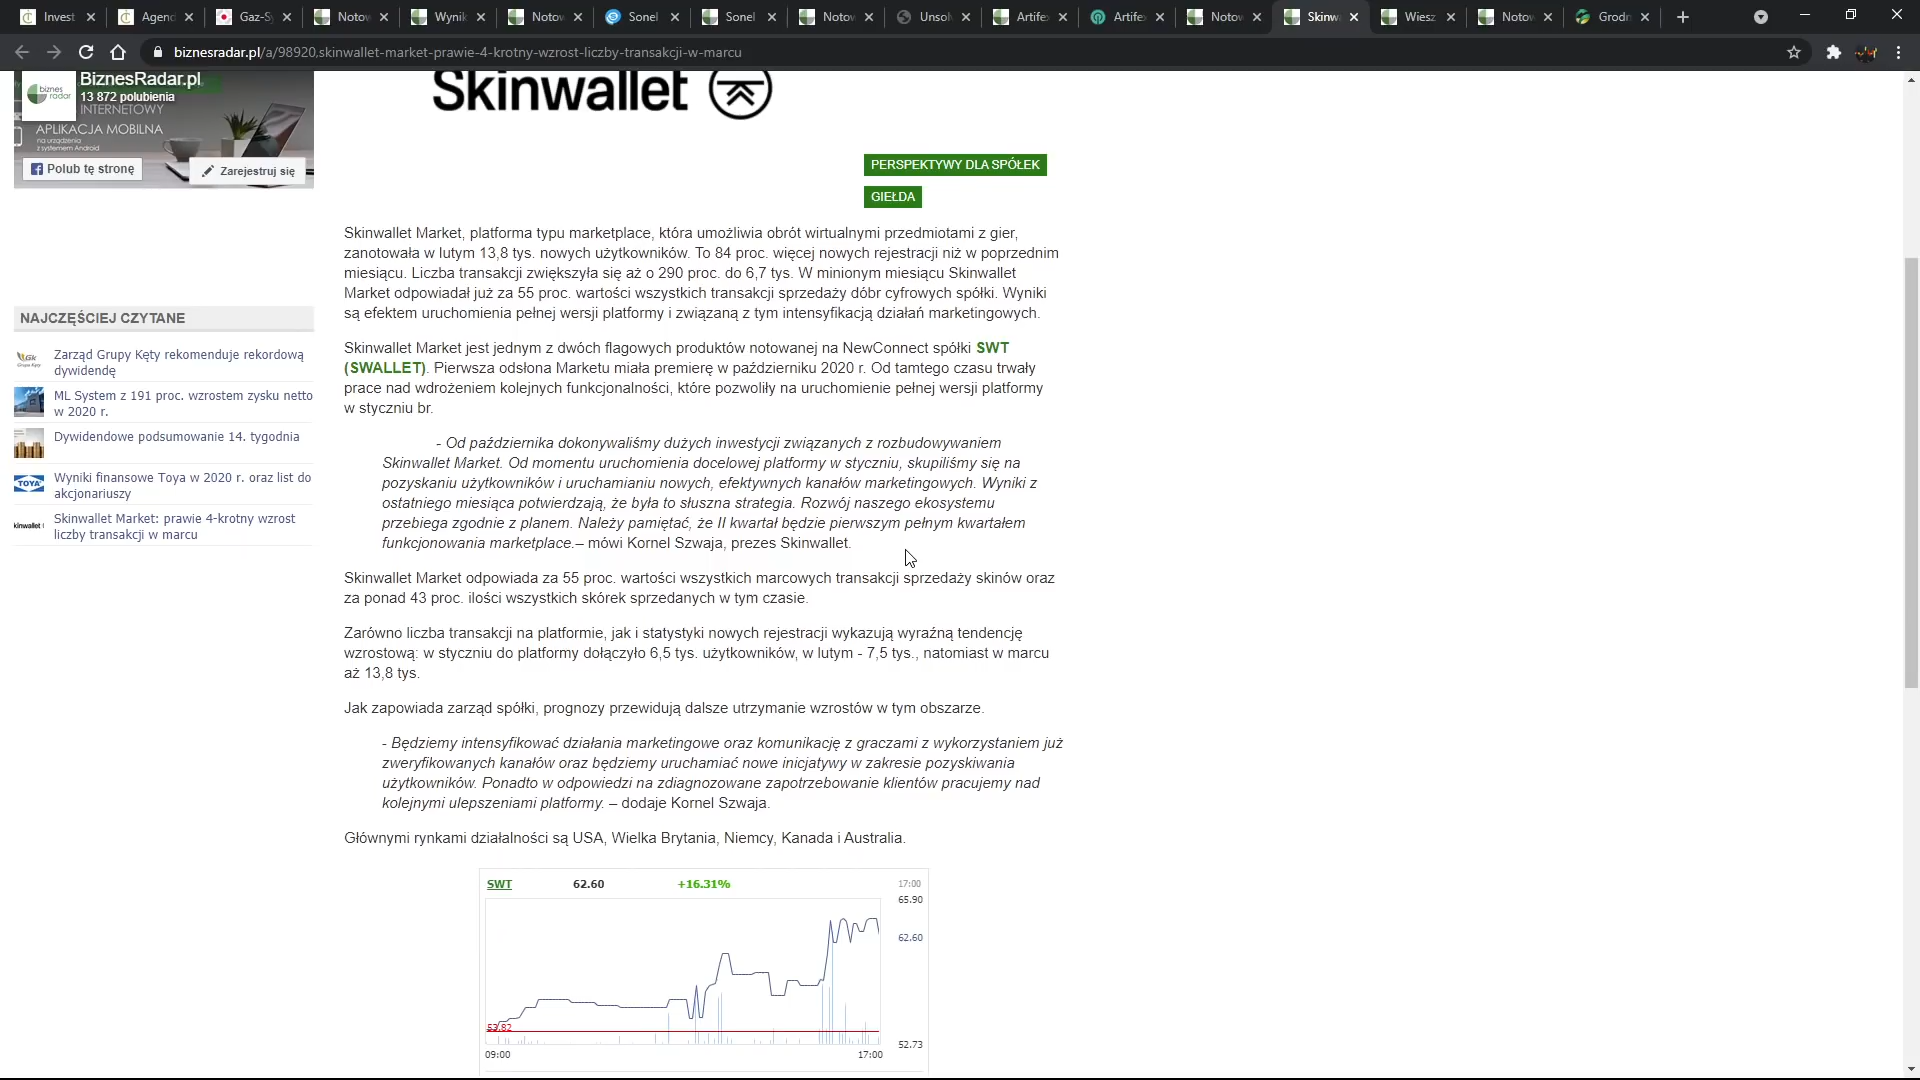 Invest
Agend
Gaz-S
Notow
Wynik
Notow
Sonel
Sonel
Notow
Unsol
Artifex
Artifex
Notow
Skinw
Wiesz
Notow
Grodn
biznesradar.pl/a/98920,skinwallet-market-prawie-4-krotny-wzrost-liczby-transakcji-w-marcu
biznes
radar
BiznesRadar.pl
13 872 polubienia
INTERNETOWY
APLIKACJA MOBILNA
na urządzenia
z systemem Android
Polub tę stronę
Zarejestruj się
NAJCZĘŚCIEJ CZYTANE
Zarząd Grupy Kęty rekomenduje rekordową
dywidendę
ML System z 191 proc. wzrostem zysku netto
w 2020 r.
Dywidendowe podsumowanie 14. tygodnia
TOYA
Wyniki finansowe Toya w 2020 r. oraz list do
akcjonariuszy
kinwallet
Skinwallet Market: prawie 4-krotny wzrost
liczby transakcji w marcu
Skinwallet
PERSPEKTYWY DLA SPÓŁEK
GIEŁDA
Skinwallet Market, platforma typu marketplace, która umożliwia obrót wirtualnymi przedmiotami z gier,
zanotowała w lutym 13,8 tys. nowych użytkowników. To 84 proc. więcej nowych rejestracji niż w poprzednim
miesiącu. Liczba transakcji zwiększyła się aż o 290 proc. do 6,7 tys. W minionym miesiącu Skinwallet
Market odpowiadał już za 55 proc. wartości wszystkich transakcji sprzedaży dóbr cyfrowych spółki. Wyniki
są efektem uruchomienia pełnej wersji platformy i związaną z tym intensyfikacją działań marketingowych.
Skinwallet Market jest jednym z dwóch flagowych produktów notowanej na NewConnect spółki SWT
(SWALLET). Pierwsza odsłona Marketu miała premierę w październiku 2020 r. Od tamtego czasu trwały
prace nad wdrożeniem kolejnych funkcjonalności, które pozwoliły na uruchomienie pełnej wersji platformy
w styczniu br.
- Od października dokonywaliśmy dużych inwestycji związanych z rozbudowywaniem
Skinwallet Market. Od momentu uruchomienia docelowej platformy w styczniu, skupiliśmy się na
pozyskaniu użytkowników i uruchamianiu nowych, efektywnych kanałów marketingowych. Wyniki z
ostatniego miesiąca potwierdzają, że była to słuszna strategia. Rozwój naszego ekosystemu
przebiega zgodnie z planem. Należy pamiętać, że II kwartał będzie pierwszym pełnym kwartałem
funkcjonowania marketplace.– mówi Kornel Szwaja, prezes Skinwallet.
Skinwallet Market odpowiada za 55 proc. wartości wszystkich marcowych transakcji sprzedaży skinów oraz
za ponad 43 proc. ilości wszystkich skórek sprzedanych w tym czasie.
Zarówno liczba transakcji na platformie, jak i statystyki nowych rejestracji wykazują wyraźną tendencję
wzrostową: w styczniu do platformy dołączyło 6,5 tys. użytkowników, w lutym - 7,5 tys., natomiast w marcu
aż 13,8 tys.
Jak zapowiada zarząd spółki, prognozy przewidują dalsze utrzymanie wzrostów w tym obszarze.
- Będziemy intensyfikować działania marketingowe oraz komunikację z graczami z wykorzystaniem już
zweryfikowanych kanałów oraz będziemy uruchamiać nowe inicjatywy w zakresie pozyskiwania
użytkowników. Ponadto w odpowiedzi na zdiagnozowane zapotrzebowanie klientów pracujemy nad
kolejnymi ulepszeniami platformy. – dodaje Kornel Szwaja.
Głównymi rynkami działalności są USA, Wielka Brytania, Niemcy, Kanada i Australia.
SWT 62.60 +16.31% 17:00
65.90
62.60
53.82
52.73
09:00 17:00